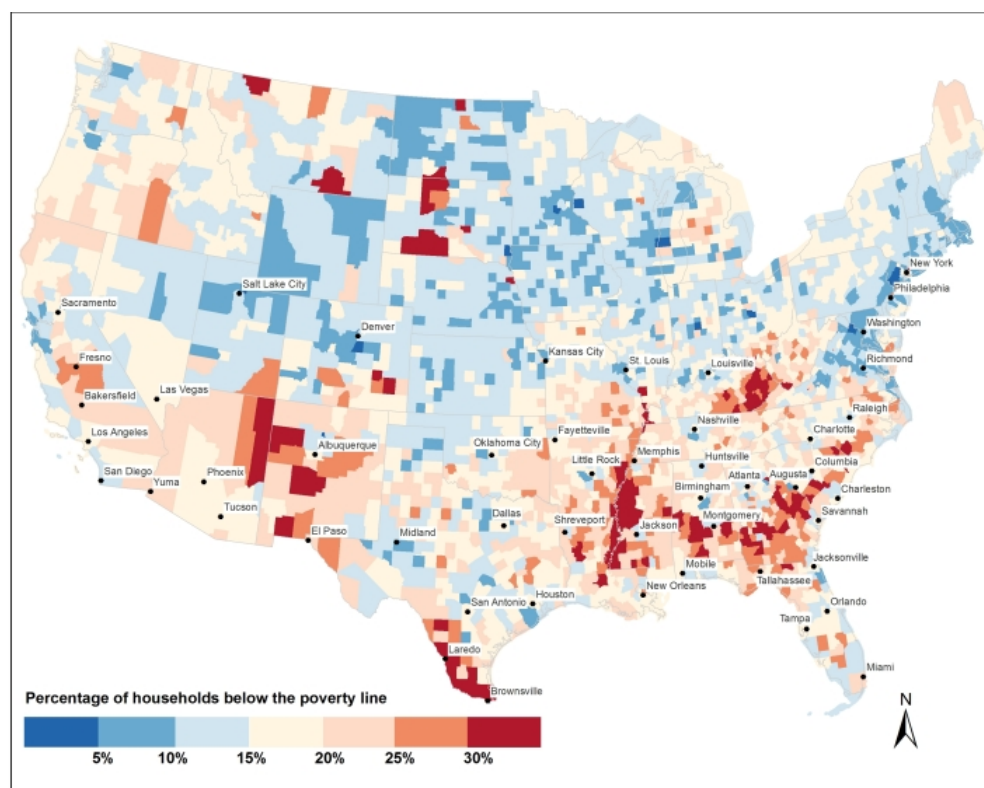 New York
Philadelphia
Salt Lake City
Sacramento
Washington
Denver
Richmond
Kansas City
St. Louis
Louisville
Fresno
Las Vegas
Bakersfield
Raleigh
Nashville
Charlotte
Los Angeles
Fayetteville
Oklahoma City
Albuquerque
Memphis
Huntsville
Columbia
San Diego
Phoenix
Little Rock
Atlanta
Augusta
Yuma
Birmingham
Charleston
Tucson
Dallas
Shreveport
Montgomery
Savannah
El Paso
Midland
Jackson
Jacksonville
Mobile
Tallahassee
New Orleans
San Antonio
Houston
Orlando
Tampa
Laredo
Miami
Brownsville
Percentage of households below the poverty line
5% 10% 15% 20% 25% 30%
N